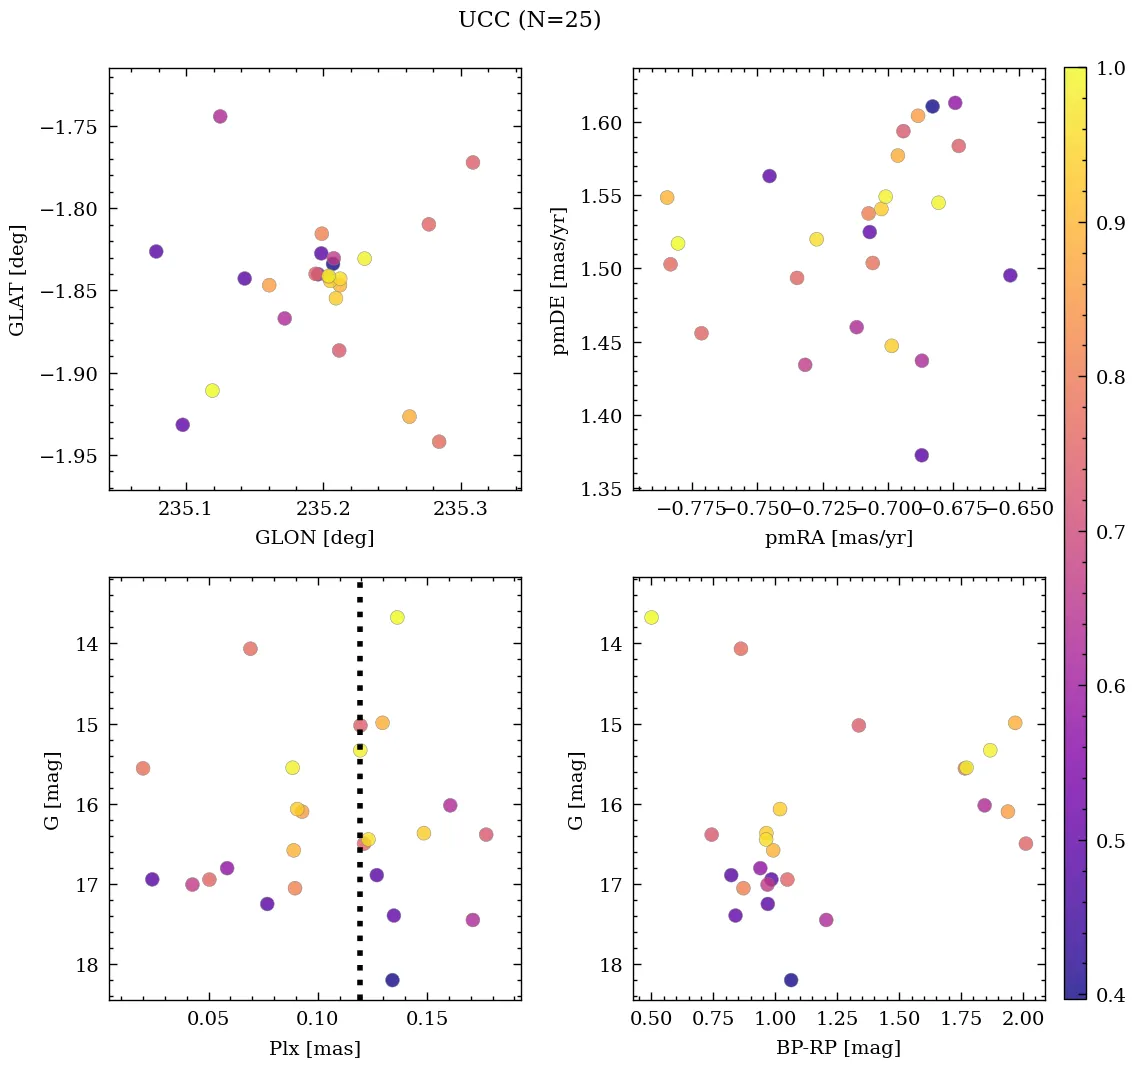 UCC (N=25)
−1.75
−1.80
−1.85
−1.90
−1.95
GLAT [deg]
235.1 235.2 235.3
GLON [deg]
1.60
1.55
1.50
1.45
1.40
1.35
pmDE [mas/yr]
−0.775 −0.750 −0.725 −0.700 −0.675 −0.650
pmRA [mas/yr]
14
15
16
17
18
G [mag]
0.05 0.10 0.15
Plx [mas]
14
15
16
17
18
G [mag]
0.50 0.75 1.00 1.25 1.50 1.75 2.00
BP-RP [mag]
1.0
0.9
0.8
0.7
0.6
0.5
0.4